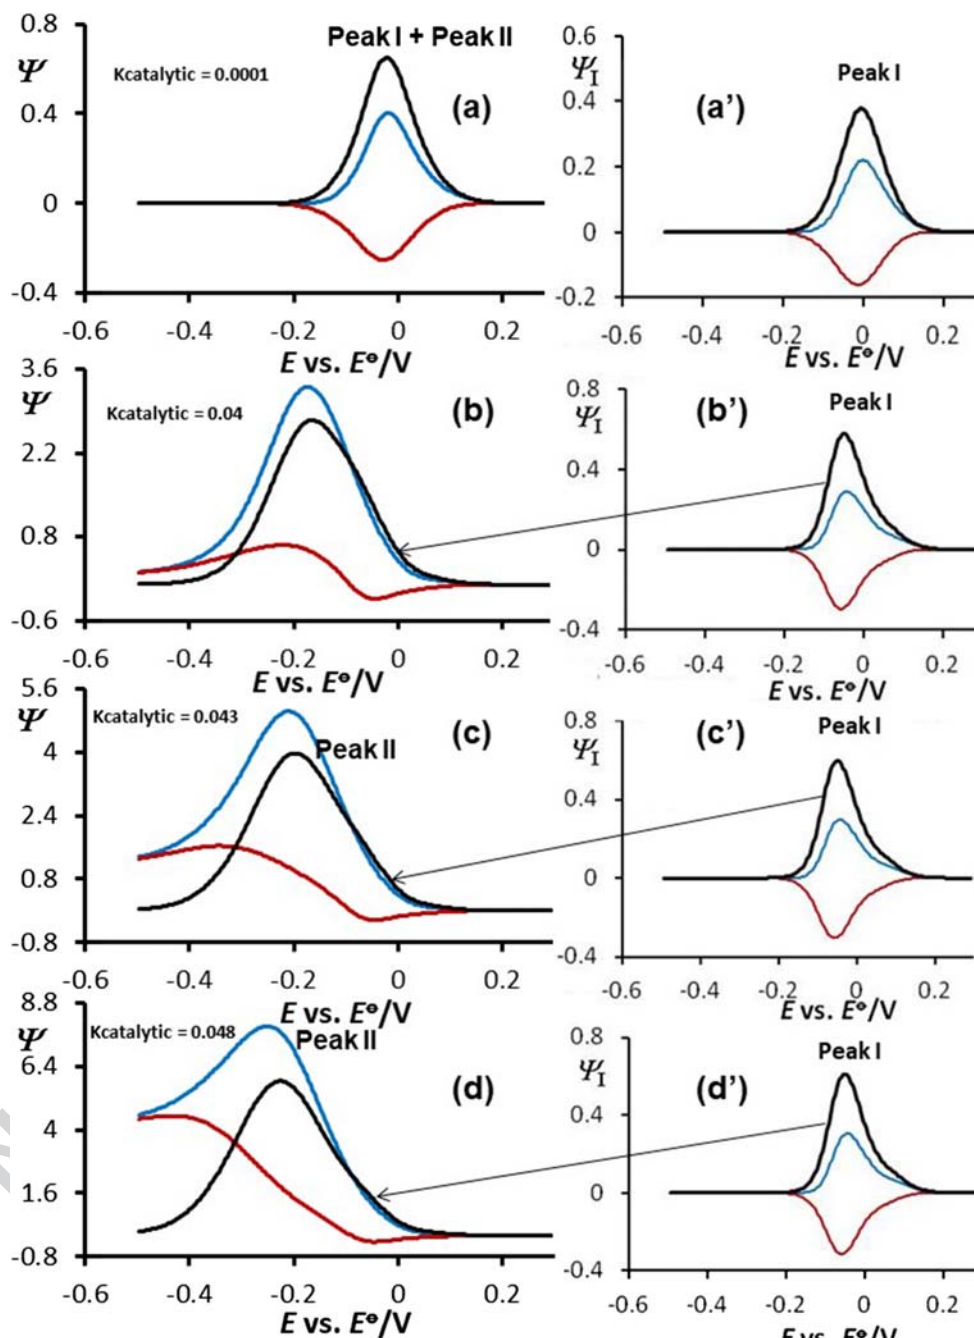 0.8
Ψ
Kcatalytic = 0.0001
Peak I + Peak II
(a)
0.4
0
-0.4
-0.6 -0.4 -0.2 0 0.2
E vs. E°/V
0.6
Ψ_I
Peak I
(a')
0.4
0.2
0
-0.2
-0.6 -0.4 -0.2 0 0.2
E vs. E°/V
3.6
Ψ
Kcatalytic = 0.04
(b)
2.2
0.8
-0.6
-0.6 -0.4 -0.2 0 0.2
E vs. E°/V
0.8
Ψ_I
Peak I
(b')
0.4
0
-0.4
-0.6 -0.4 -0.2 0 0.2
E vs. E°/V
5.6
Ψ
Kcatalytic = 0.043
(c)
Peak II
4
2.4
0.8
-0.8
-0.6 -0.4 -0.2 0 0.2
E vs. E°/V
0.8
Ψ_I
Peak I
(c')
0.4
0
-0.4
-0.6 -0.4 -0.2 0 0.2
E vs. E°/V
8.8
Ψ
Kcatalytic = 0.048
Peak II
(d)
6.4
4
1.6
-0.8
-0.6 -0.4 -0.2 0 0.2
E vs. E°/V
0.8
Ψ_I
Peak I
(d')
0.4
0
-0.4
-0.6 -0.4 -0.2 0 0.2
E vs. E°/V